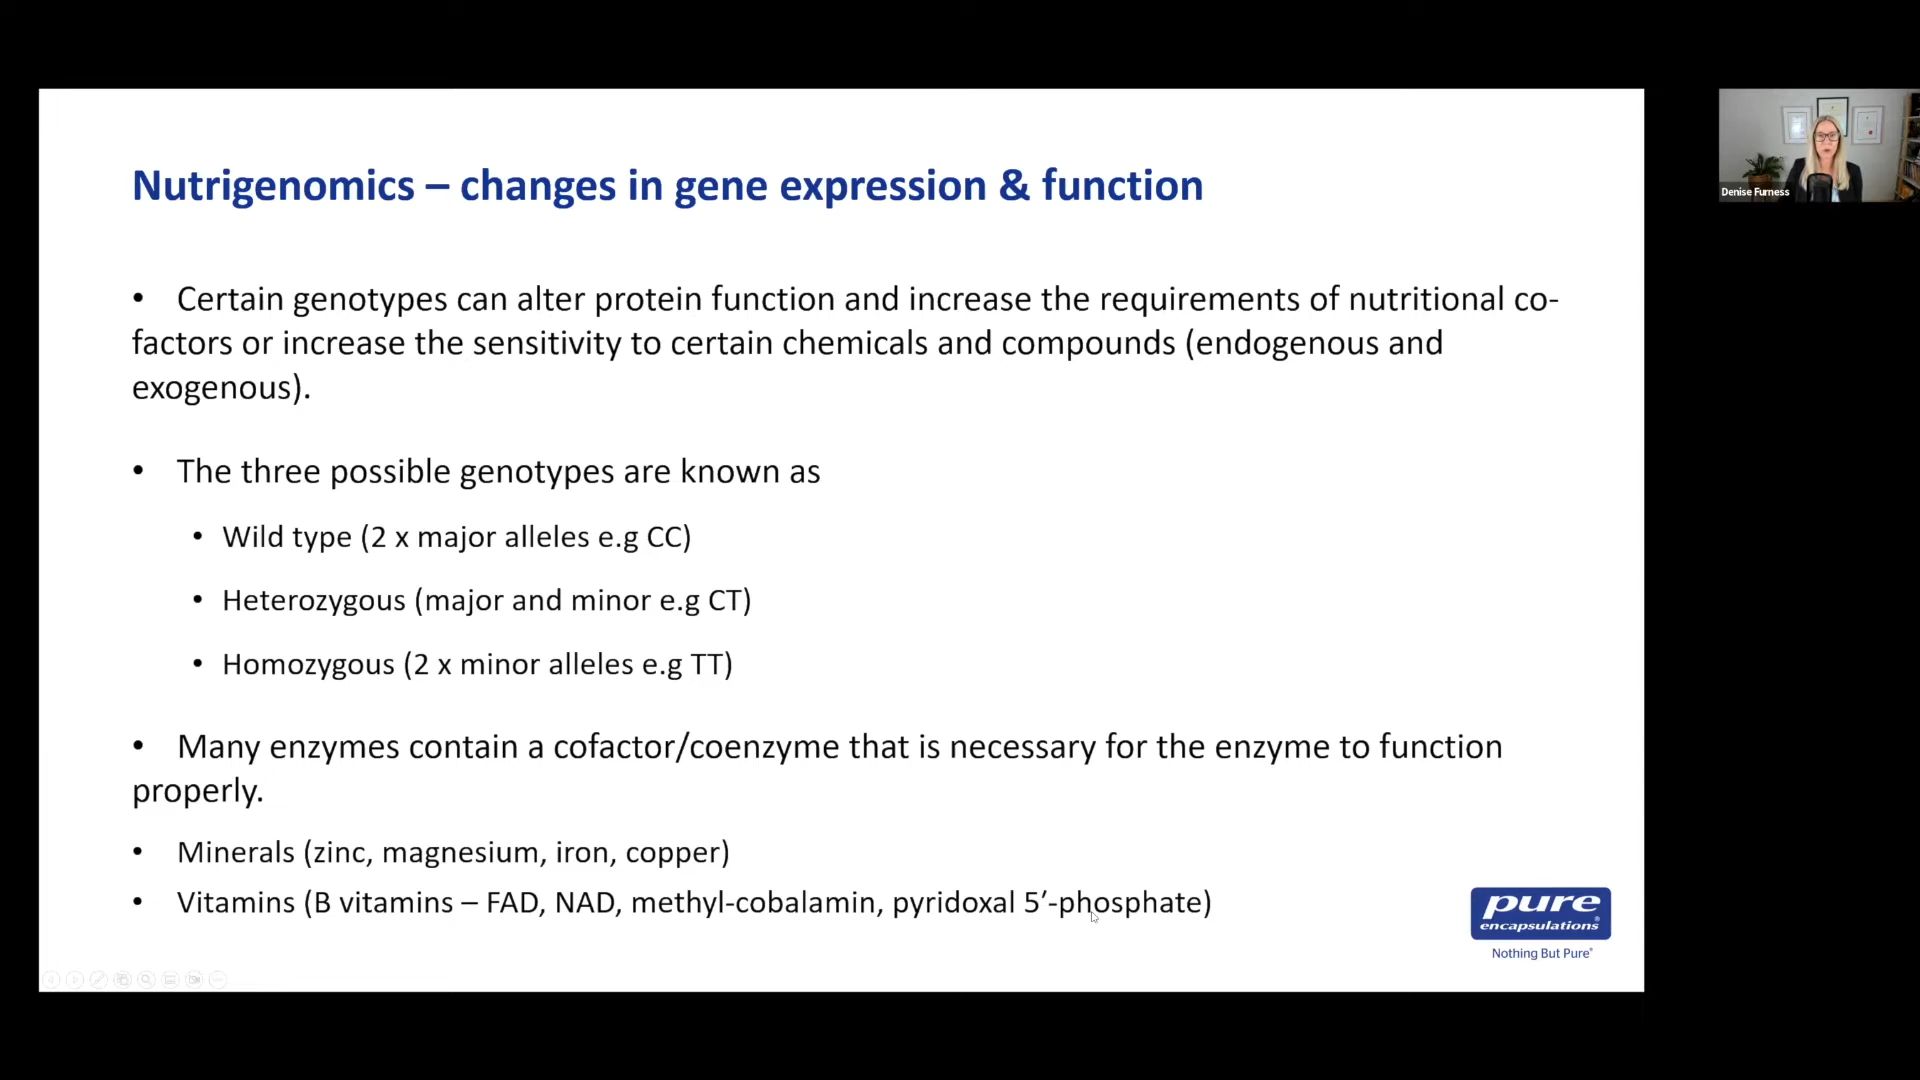 Nutrigenomics – changes in gene expression & function
• Certain genotypes can alter protein function and increase the requirements of nutritional co-
factors or increase the sensitivity to certain chemicals and compounds (endogenous and
exogenous).
• The three possible genotypes are known as
• Wild type (2 x major alleles e.g CC)
• Heterozygous (major and minor e.g CT)
• Homozygous (2 x minor alleles e.g TT)
• Many enzymes contain a cofactor/coenzyme that is necessary for the enzyme to function
properly.
• Minerals (zinc, magnesium, iron, copper)
• Vitamins (B vitamins – FAD, NAD, methyl-cobalamin, pyridoxal 5′-phosphate)
pure
encapsulations®
Nothing But Pure®
Denise Furness